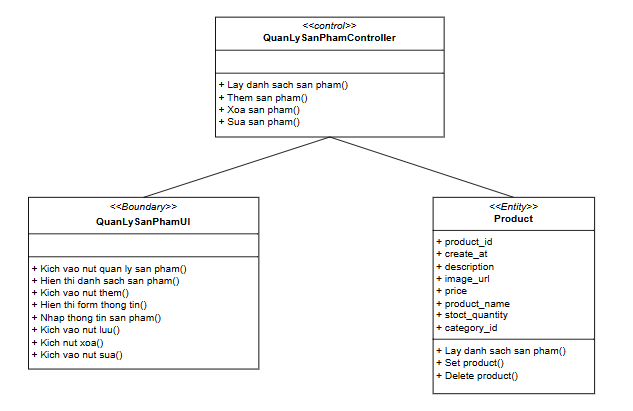 <<control>>
QuanLySanPhamController
+ Lay danh sach san pham()
+ Them san pham()
+ Xoa san pham()
+ Sua san pham()
<<Boundary>>
QuanLySanPhamUI
+ Kich vao nut quan ly san pham()
+ Hien thi danh sach san pham()
+ Kich vao nut them()
+ Hien thi form thong tin()
+ Nhap thong tin san pham()
+ Kich vao nut luu()
+ Kich nut xoa()
+ Kich vao nut sua()
<<Entity>>
Product
+ product_id
+ create_at
+ description
+ image_url
+ price
+ product_name
+ stoct_quantity
+ category_id
+ Lay danh sach san pham()
+ Set product()
+ Delete product()